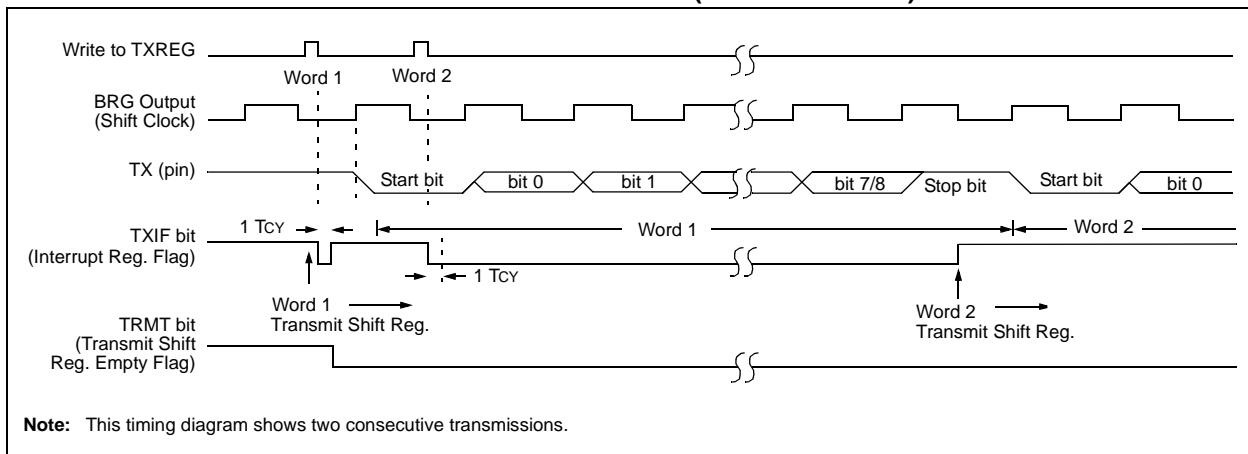 Write to TXREG
Word 1
Word 2
BRG Output
(Shift Clock)
TX (pin)
Start bit
bit 0
bit 1
bit 7/8
Stop bit
Start bit
bit 0
1 TCY
Word 1
Word 2
TXIF bit
(Interrupt Reg. Flag)
1 TCY
Word 1
Transmit Shift Reg.
Word 2
Transmit Shift Reg.
TRMT bit
(Transmit Shift
Reg. Empty Flag)
Note: This timing diagram shows two consecutive transmissions.